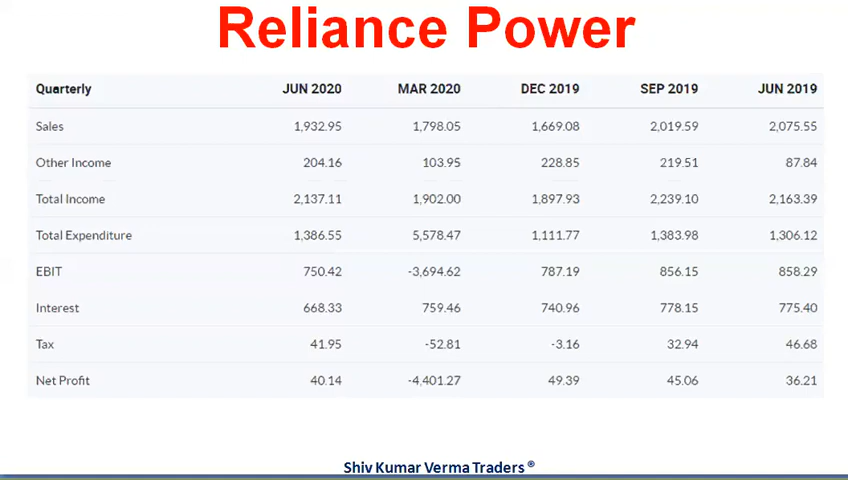 Reliance Power
Quarterly JUN 2020 MAR 2020 DEC 2019 SEP 2019 JUN 2019
Sales 1,932.95 1,798.05 1,669.08 2,019.59 2,075.55
Other Income 204.16 103.95 228.85 219.51 87.84
Total Income 2,137.11 1,902.00 1,897.93 2,239.10 2,163.39
Total Expenditure 1,386.55 5,578.47 1,111.77 1,383.98 1,306.12
EBIT 750.42 -3,694.62 787.19 856.15 858.29
Interest 668.33 759.46 740.96 778.15 775.40
Tax 41.95 -52.81 -3.16 32.94 46.68
Net Profit 40.14 -4,401.27 49.39 45.06 36.21
Shiv Kumar Verma Traders ®